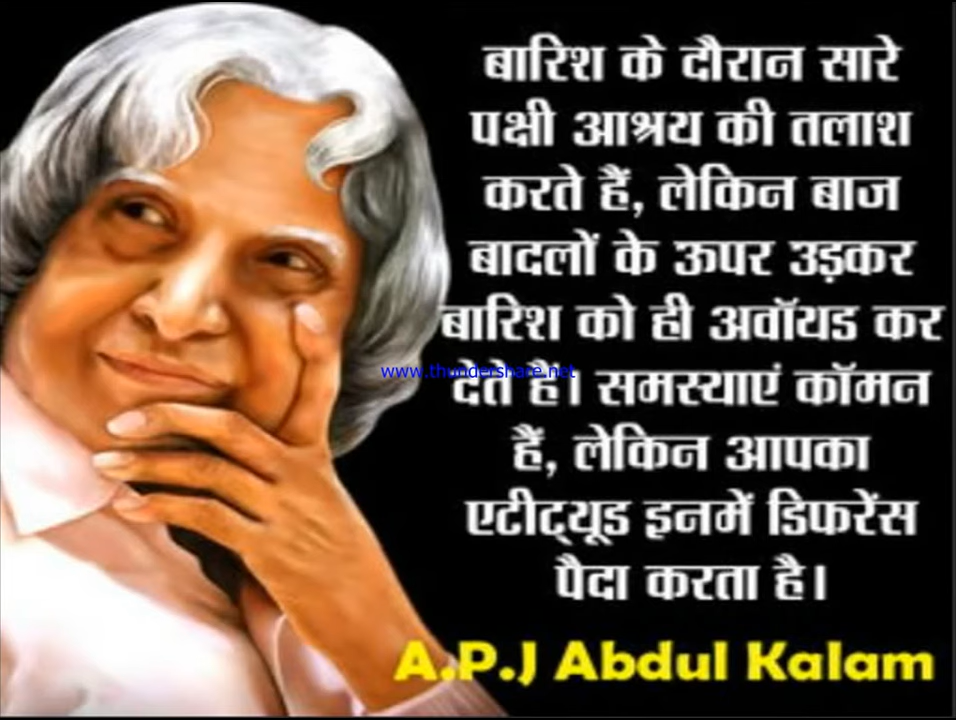 बारिश के दौरान सारे
पक्षी आश्रय की तलाश
करते हैं, लेकिन बाज
बादलों के ऊपर उड़कर
बारिश को ही अवॉयड कर
www.thundershare.net
देते हैं। समस्याएं कॉमन
हैं, लेकिन आपका
एटीट्यूड इनमें डिफरेंस
पैदा करता है।
A.P.J Abdul Kalam